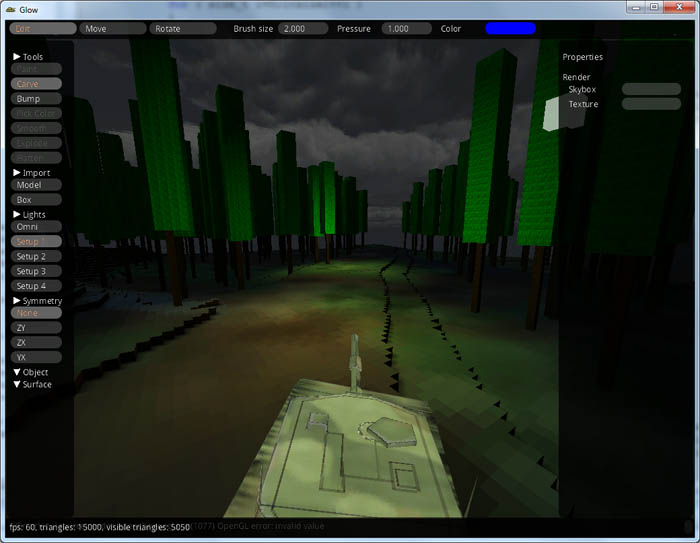 Glow
Edit Move Rotate Brush size 2.000 Pressure 1.000 Color
Tools
Paint
Carve
Bump
Pick Color
Smooth
Explode
Flatten
Import
Model
Box
Lights
Omni
Setup 1
Setup 2
Setup 3
Setup 4
Symmetry
None
ZY
ZX
YX
Object
Surface
Properties
Render
Skybox
Texture
fps: 60, triangles: 15000, visible triangles: 5050 (1077) OpenGL error: invalid value